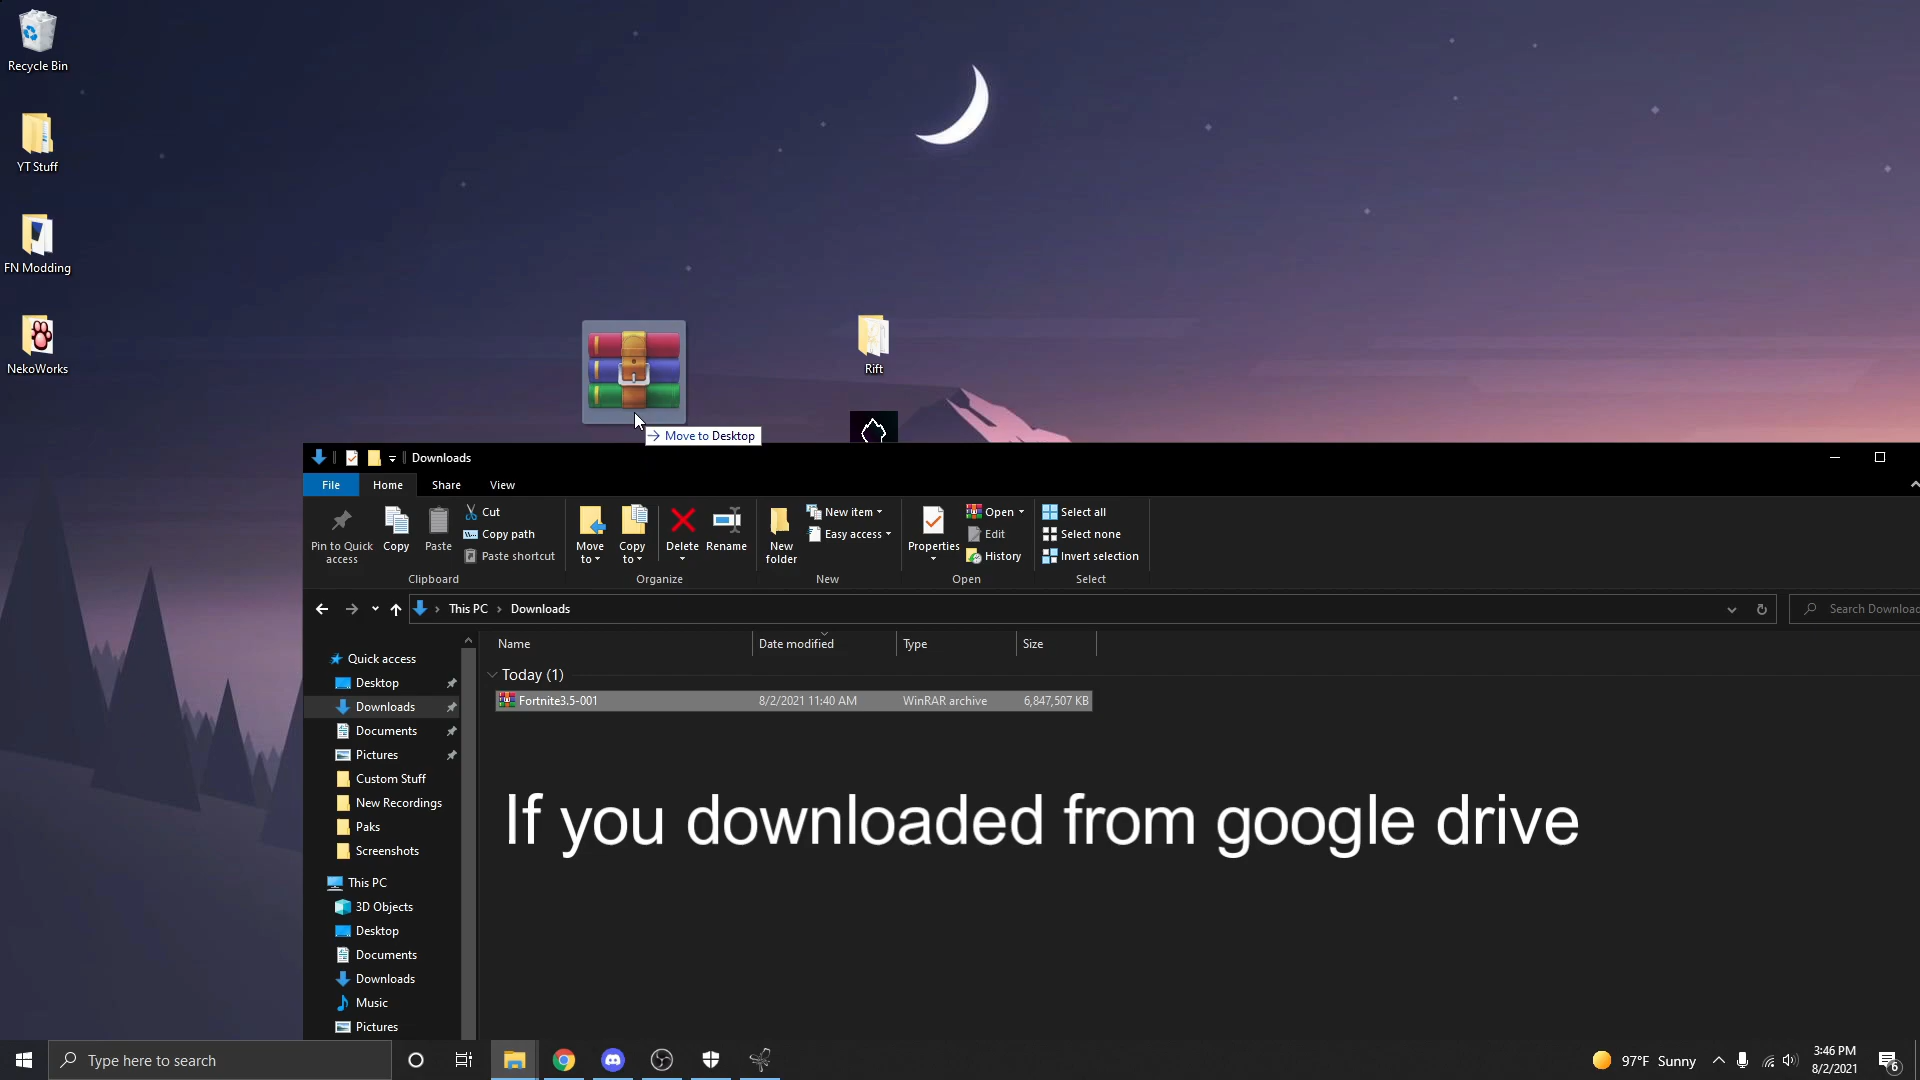 Recycle Bin
YT Stuff
FN Modding
NekoWorks
Rift
Move to Desktop
Downloads
File Home Share View
Pin to Quick access
Copy
Paste
Cut
Copy path
Paste shortcut
Clipboard
Move to
Copy to
Delete
Rename
Organize
New folder
New item
Easy access
New
Properties
Open
Edit
History
Open
Select all
Select none
Invert selection
Select
This PC > Downloads
Search Download
Name Date modified Type Size
Today (1)
Fortnite3.5-001 8/2/2021 11:40 AM WinRAR archive 6,847,507 KB
Quick access
Desktop
Downloads
Documents
Pictures
Custom Stuff
New Recordings
Paks
Screenshots
This PC
3D Objects
Desktop
Documents
Downloads
Music
Pictures
If you downloaded from google drive
Type here to search
97°F Sunny
3:46 PM
8/2/2021
6